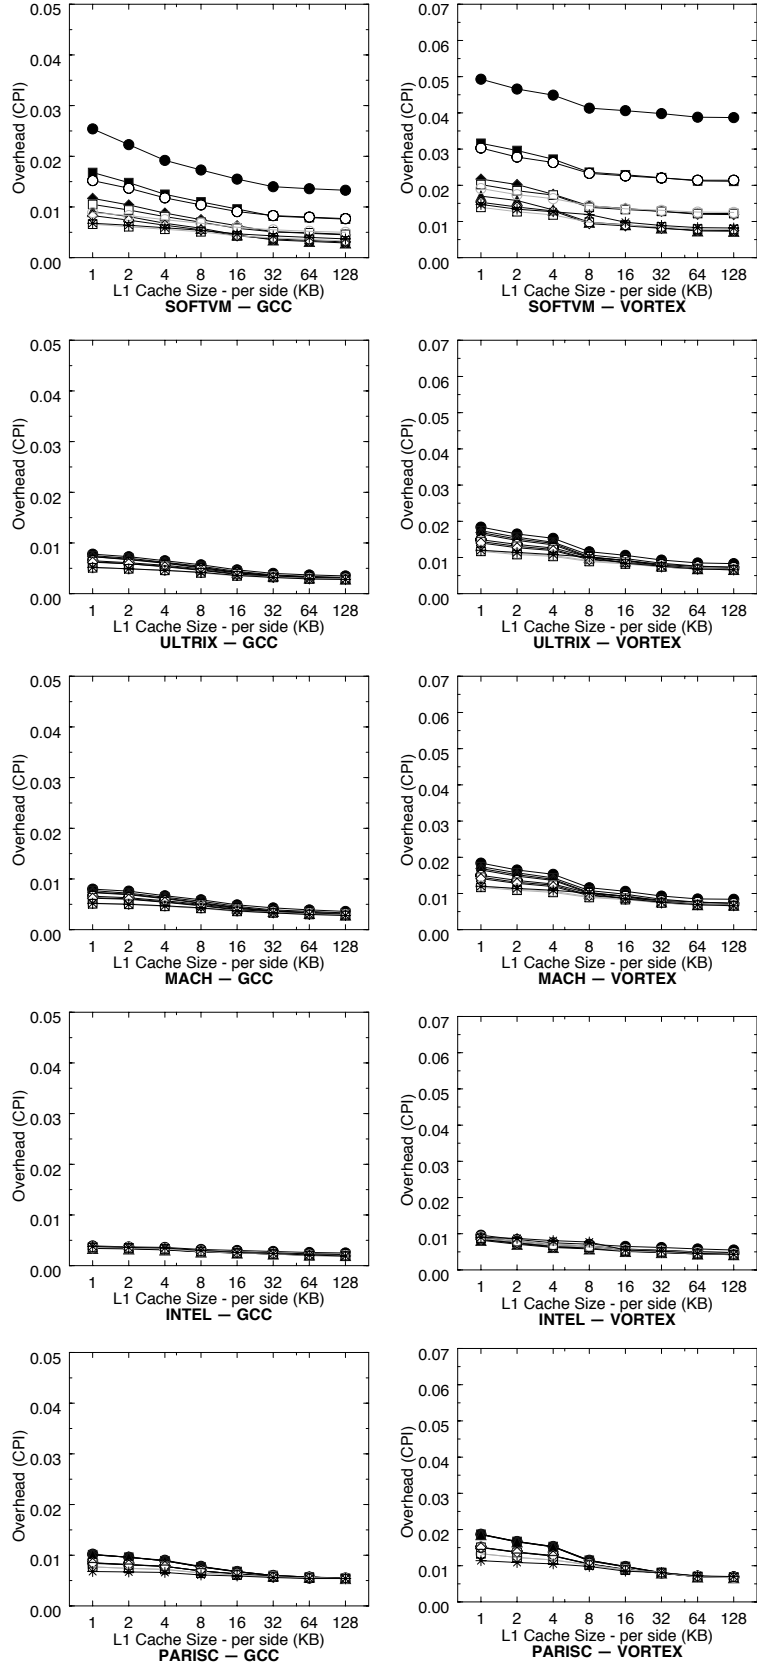 0.05
0.04
0.03
0.02
0.01
0.00
Overhead (CPI)
1 2 4 8 16 32 64 128
L1 Cache Size - per side (KB)
SOFTVM — GCC
0.07
0.06
0.05
0.04
0.03
0.02
0.01
0.00
Overhead (CPI)
1 2 4 8 16 32 64 128
L1 Cache Size - per side (KB)
SOFTVM — VORTEX
0.05
0.04
0.03
0.02
0.01
0.00
Overhead (CPI)
1 2 4 8 16 32 64 128
L1 Cache Size - per side (KB)
ULTRIX — GCC
0.07
0.06
0.05
0.04
0.03
0.02
0.01
0.00
Overhead (CPI)
1 2 4 8 16 32 64 128
L1 Cache Size - per side (KB)
ULTRIX — VORTEX
0.05
0.04
0.03
0.02
0.01
0.00
Overhead (CPI)
1 2 4 8 16 32 64 128
L1 Cache Size - per side (KB)
MACH — GCC
0.07
0.06
0.05
0.04
0.03
0.02
0.01
0.00
Overhead (CPI)
1 2 4 8 16 32 64 128
L1 Cache Size - per side (KB)
MACH — VORTEX
0.05
0.04
0.03
0.02
0.01
0.00
Overhead (CPI)
1 2 4 8 16 32 64 128
L1 Cache Size - per side (KB)
INTEL — GCC
0.07
0.06
0.05
0.04
0.03
0.02
0.01
0.00
Overhead (CPI)
1 2 4 8 16 32 64 128
L1 Cache Size - per side (KB)
INTEL — VORTEX
0.05
0.04
0.03
0.02
0.01
0.00
Overhead (CPI)
1 2 4 8 16 32 64 128
L1 Cache Size - per side (KB)
PARISC — GCC
0.07
0.06
0.05
0.04
0.03
0.02
0.01
0.00
Overhead (CPI)
1 2 4 8 16 32 64 128
L1 Cache Size - per side (KB)
PARISC — VORTEX